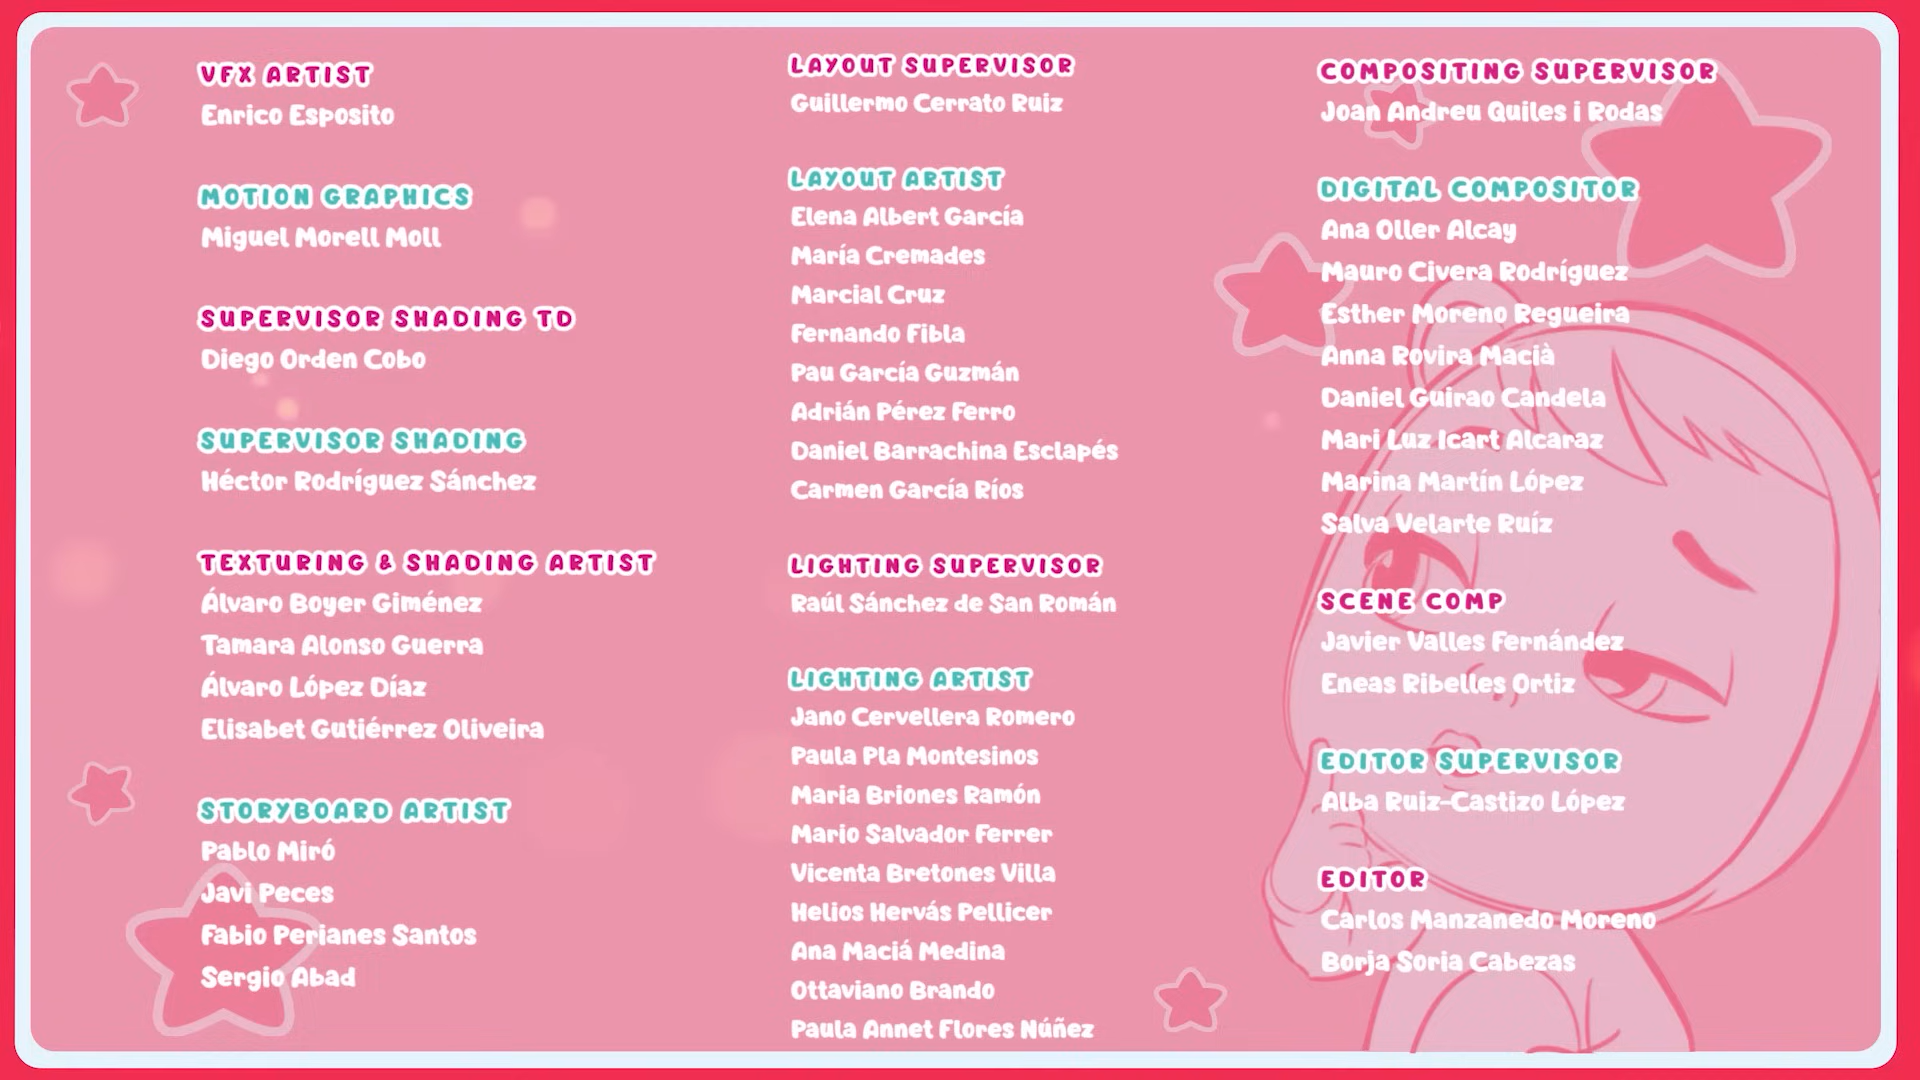 VFX ARTIST
Enrico Esposito
MOTION GRAPHICS
Miguel Morell Moll
SUPERVISOR SHADING TD
Diego Orden Cobo
SUPERVISOR SHADING
Héctor Rodríguez Sánchez
TEXTURING & SHADING ARTIST
Álvaro Boyer Giménez
Tamara Alonso Guerra
Álvaro López Díaz
Elisabet Gutiérrez Oliveira
STORYBOARD ARTIST
Pablo Miró
Javi Peces
Fabio Perianes Santos
Sergio Abad
LAYOUT SUPERVISOR
Guillermo Cerrato Ruiz
LAYOUT ARTIST
Elena Albert García
María Cremades
Marcial Cruz
Fernando Fibla
Pau García Guzmán
Adrián Pérez Ferro
Daniel Barrachina Esclapés
Carmen García Ríos
LIGHTING SUPERVISOR
Raúl Sánchez de San Román
LIGHTING ARTIST
Jano Cervellera Romero
Paula Pla Montesinos
Maria Briones Ramón
Mario Salvador Ferrer
Vicenta Bretones Villa
Helios Hervás Pellicer
Ana Maciá Medina
Ottaviano Brando
Paula Annet Flores Núñez
COMPOSITING SUPERVISOR
Joan Andreu Quiles i Rodas
DIGITAL COMPOSITOR
Ana Oller Alcay
Mauro Civera Rodríguez
Esther Moreno Regueira
Anna Rovira Macià
Daniel Guirao Candela
Mari Luz Icart Alcaraz
Marina Martín López
Salva Velarte Ruíz
SCENE COMP
Javier Valles Fernández
Eneas Ribelles Ortiz
EDITOR SUPERVISOR
Alba Ruiz-Castizo López
EDITOR
Carlos Manzanedo Moreno
Borja Soria Cabezas